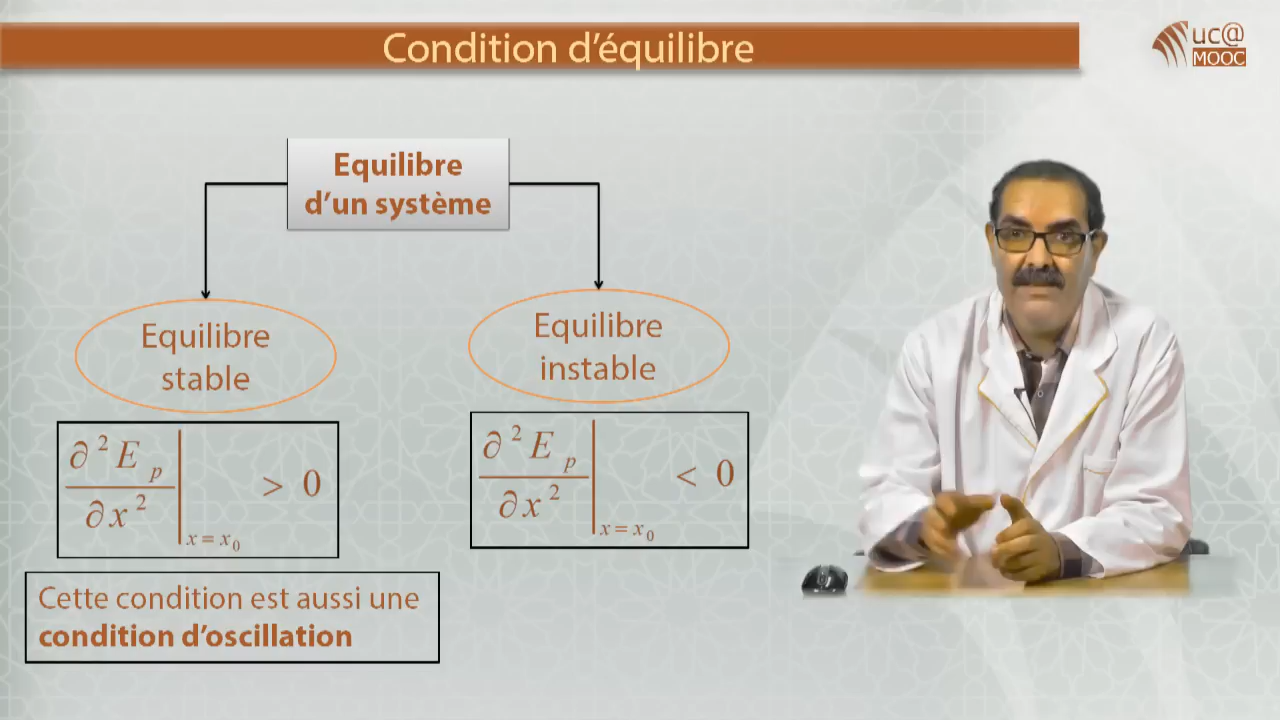 Condition d'équilibre
uc@
MOOC
Equilibre
d'un système
Equilibre
stable
Equilibre
instable
∂²E_p / ∂x² |_{x = x₀} > 0
∂²E_p / ∂x² |_{x = x₀} < 0
Cette condition est aussi une
condition d'oscillation